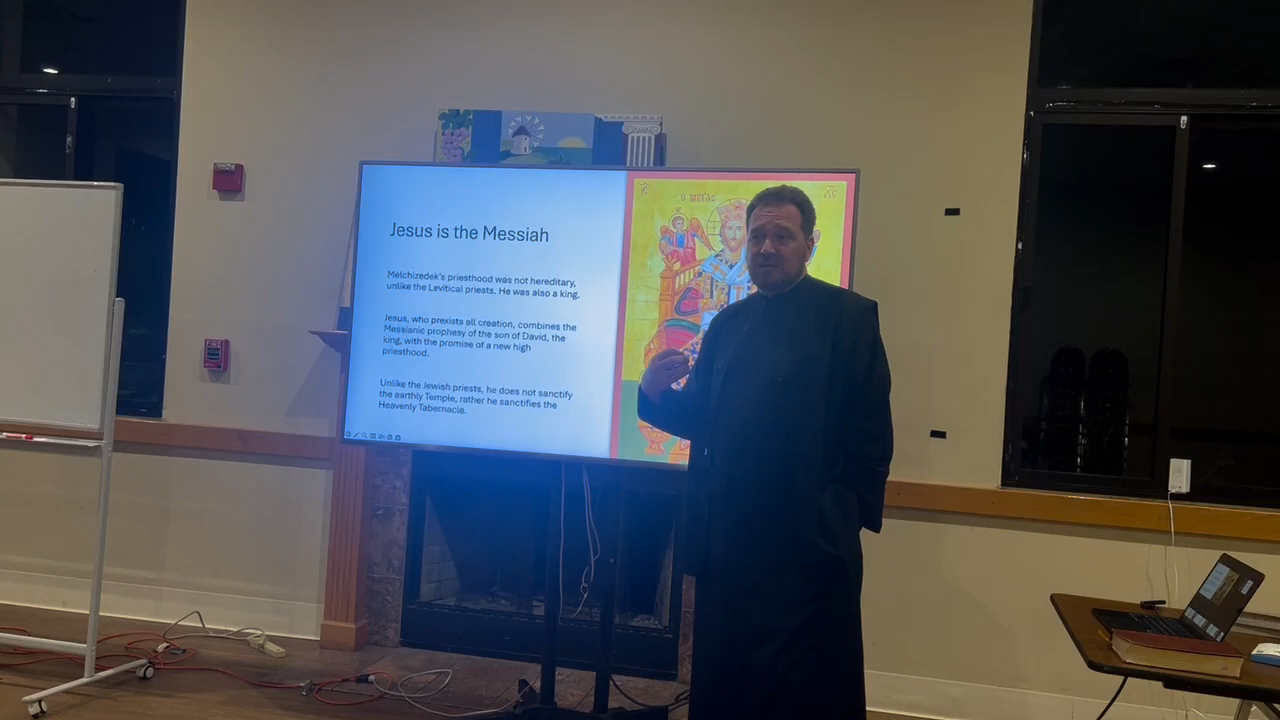 Jesus is the Messiah
Melchizedek's priesthood was not hereditary,
unlike the Levitical priests. He was also a king.
Jesus, who prexists all creation, combines the
Messianic prophesy of the son of David, the
king, with the promise of a new high
priesthood.
Unlike the Jewish priests, he does not sanctify
the earthly Temple, rather he sanctifies the
Heavenly Tabernacle.
Ο ΜΕΓΑС
ΧC
FIRE